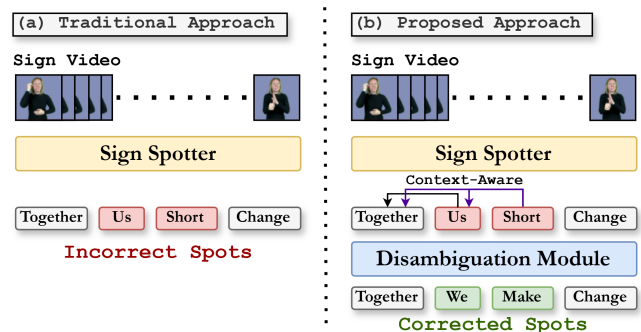 (a) Traditional Approach
Sign Video
Sign Spotter
Together Us Short Change
Incorrect Spots
(b) Proposed Approach
Sign Video
Sign Spotter
Context-Aware
Together Us Short Change
Disambiguation Module
Together We Make Change
Corrected Spots